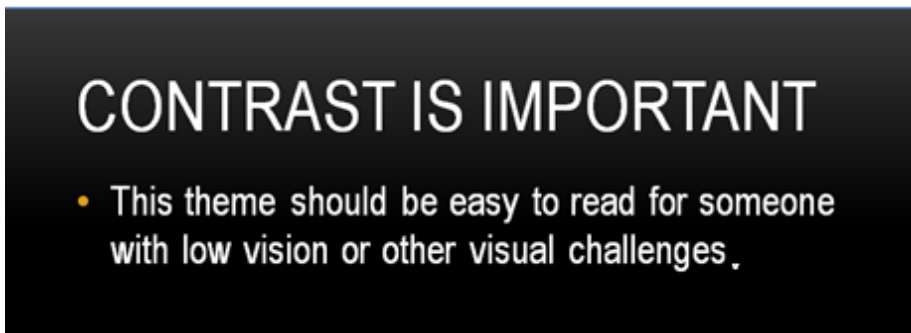 CONTRAST IS IMPORTANT
• This theme should be easy to read for someone
with low vision or other visual challenges.